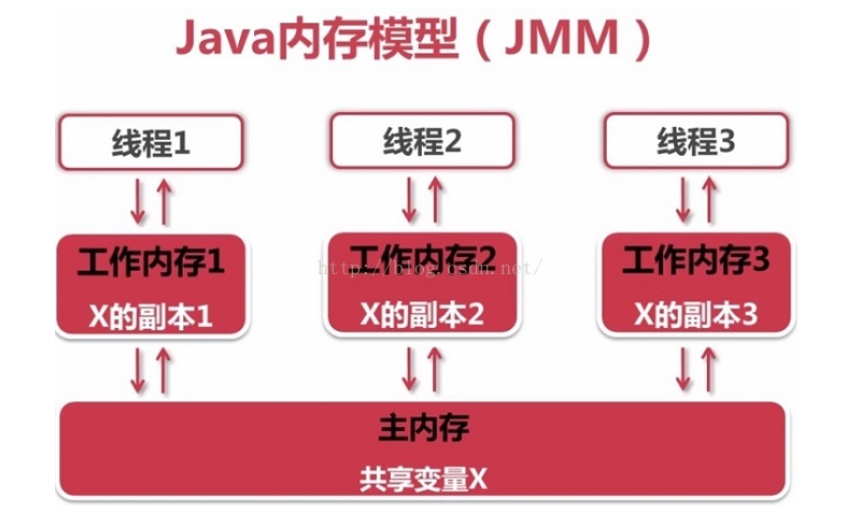 Java内存模型（JMM）
线程1
线程2
线程3
工作内存1
工作内存2
工作内存3
http://blog.csdn.net/
X的副本1
X的副本2
X的副本3
主内存
共享变量X